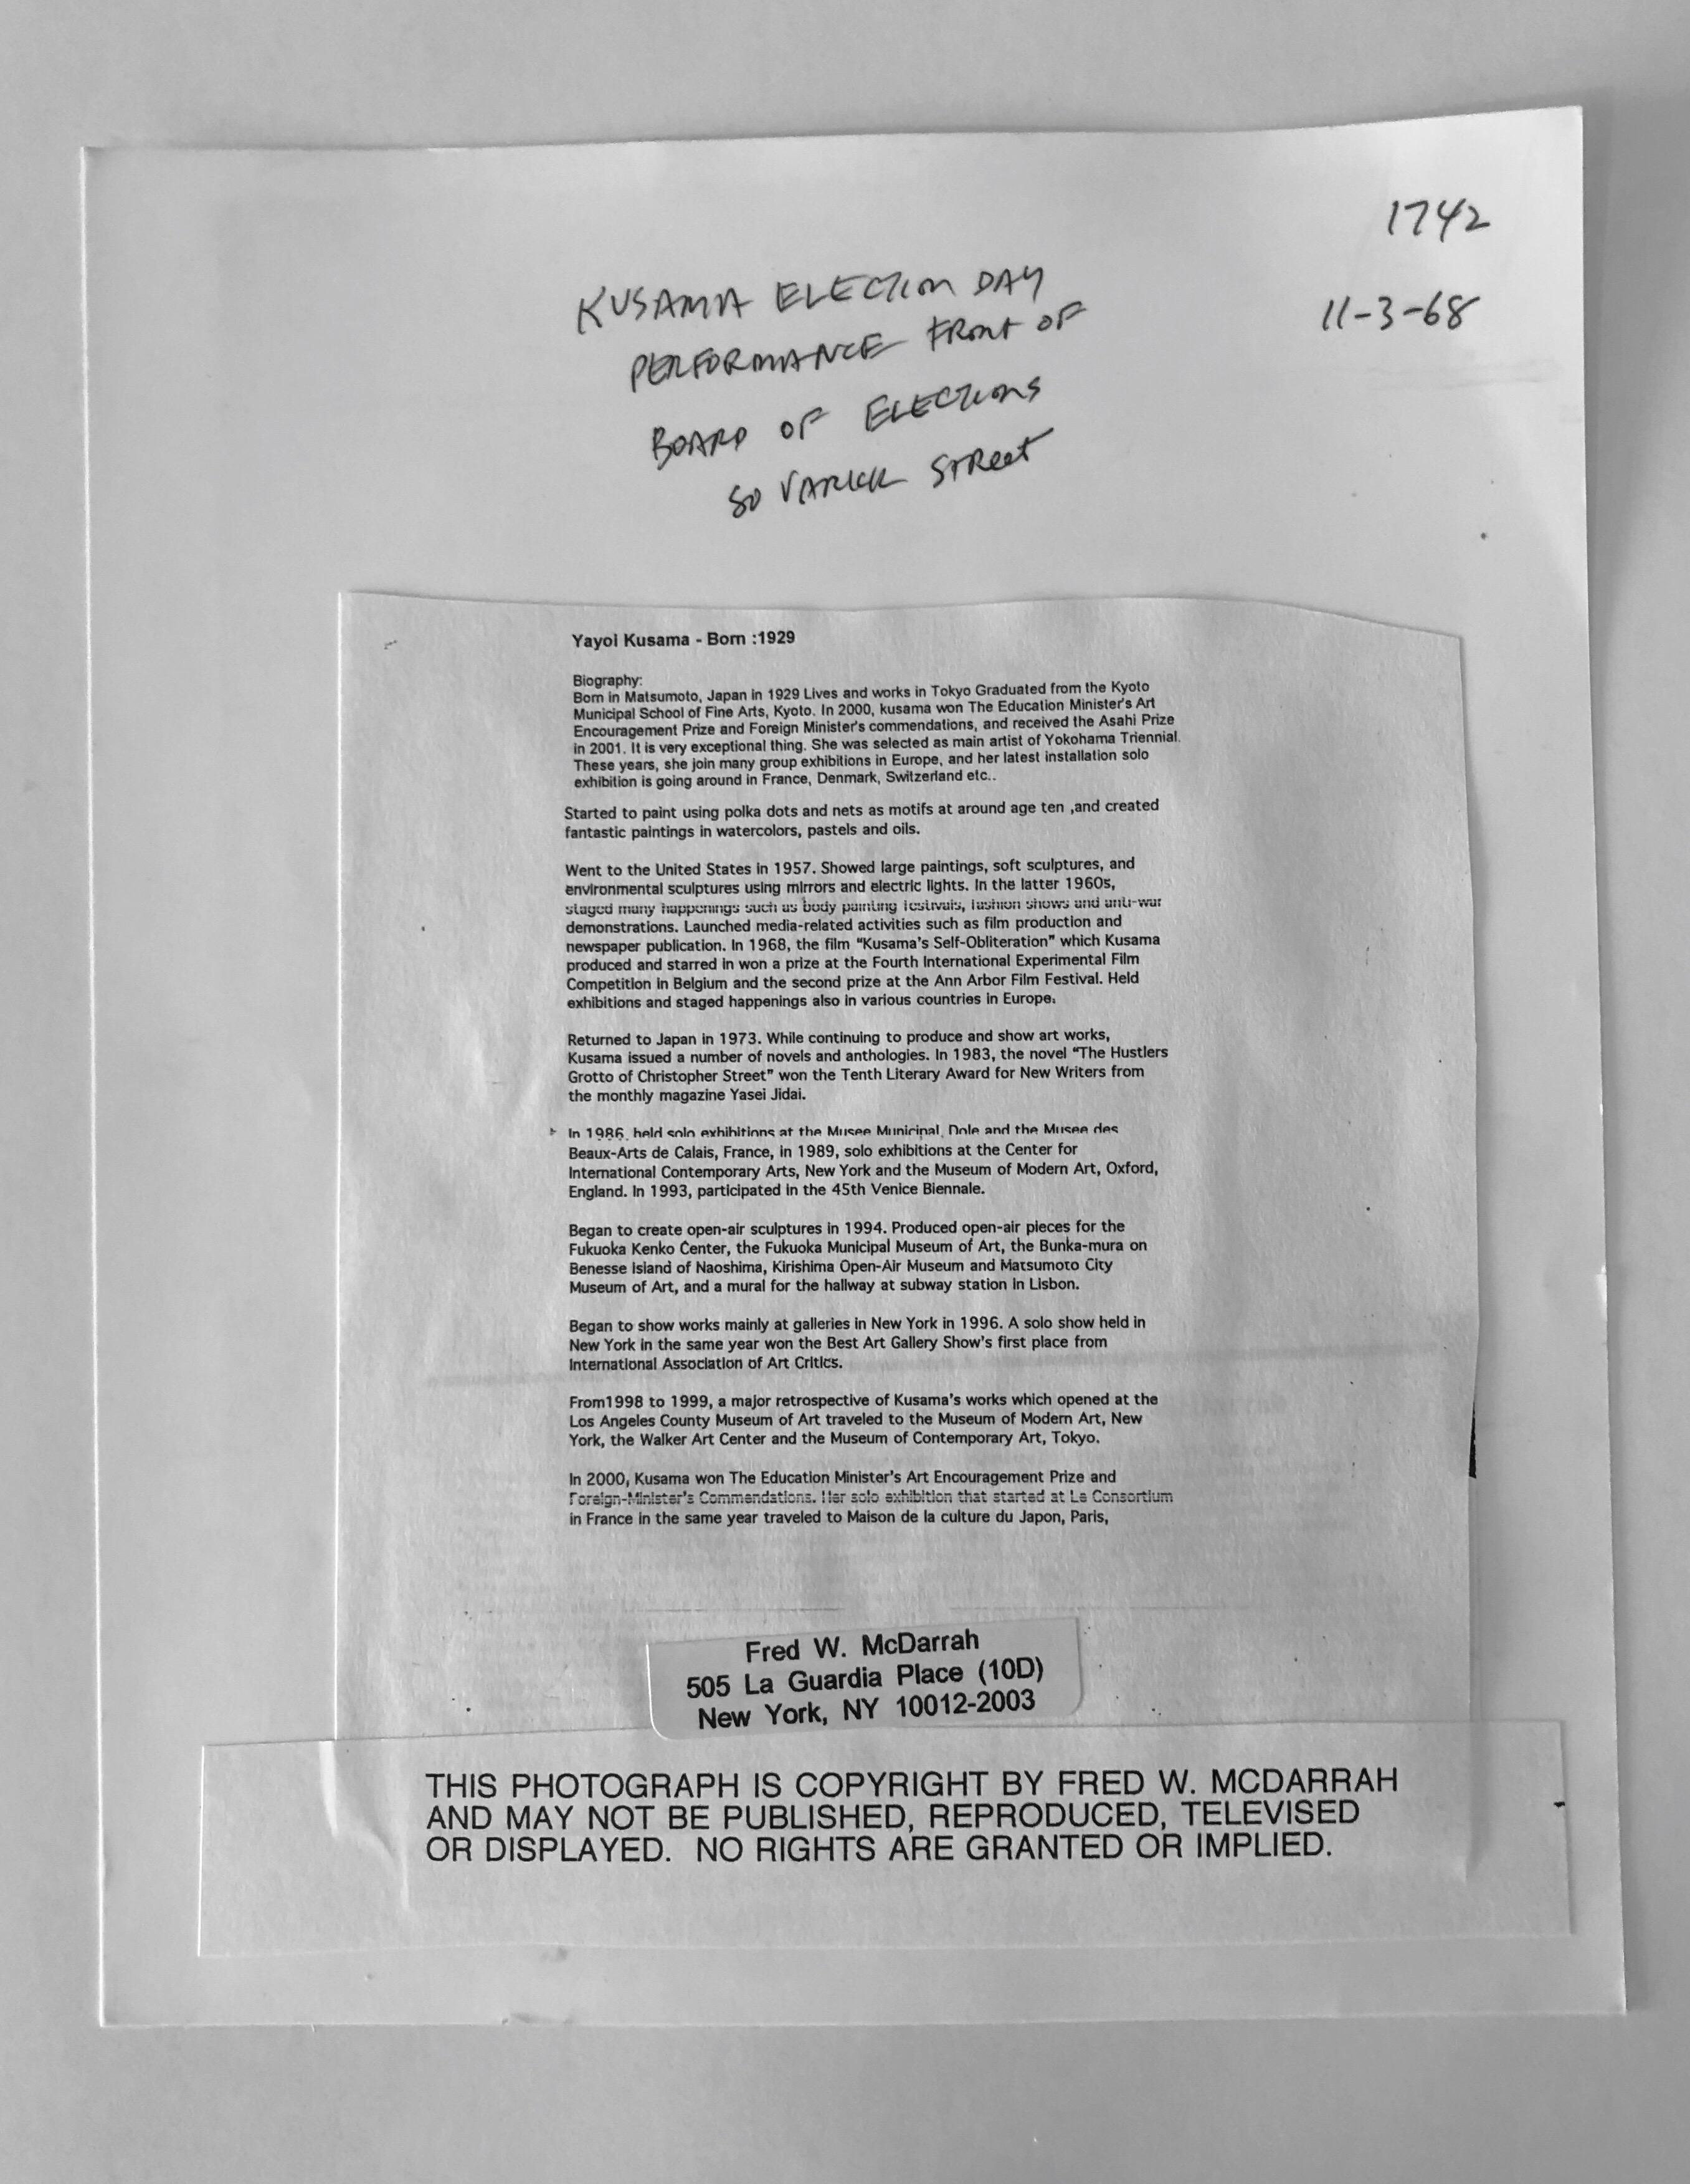 1742
11-3-68
KUSAMA ELECTION DAY
PERFORMANCE FRONT OF
BOARD OF ELECTIONS
80 VARICK STREET
Yayoi Kusama - Born :1929
Biography:
Born in Matsumoto, Japan in 1929 Lives and works in Tokyo Graduated from the Kyoto
Municipal School of Fine Arts, Kyoto. In 2000, kusama won The Education Minister's Art
Encouragement Prize and Foreign Minister's commendations, and received the Asahi Prize
in 2001. It is very exceptional thing. She was selected as main artist of Yokohama Triennial.
These years, she join many group exhibitions in Europe, and her latest installation solo
exhibition is going around in France, Denmark, Switzerland etc..
Started to paint using polka dots and nets as motifs at around age ten ,and created
fantastic paintings in watercolors, pastels and oils.
Went to the United States in 1957. Showed large paintings, soft sculptures, and
environmental sculptures using mirrors and electric lights. In the latter 1960s,
staged many happenings such as body painting festivals, fashion shows and anti-war
demonstrations. Launched media-related activities such as film production and
newspaper publication. In 1968, the film “Kusama's Self-Obliteration” which Kusama
produced and starred in won a prize at the Fourth International Experimental Film
Competition in Belgium and the second prize at the Ann Arbor Film Festival. Held
exhibitions and staged happenings also in various countries in Europe.
Returned to Japan in 1973. While continuing to produce and show art works,
Kusama issued a number of novels and anthologies. In 1983, the novel “The Hustlers
Grotto of Christopher Street” won the Tenth Literary Award for New Writers from
the monthly magazine Yasei Jidai.
In 1986, held solo exhibitions at the Musee Municipal, Dole and the Musee des
Beaux-Arts de Calais, France, in 1989, solo exhibitions at the Center for
International Contemporary Arts, New York and the Museum of Modern Art, Oxford,
England. In 1993, participated in the 45th Venice Biennale.
Began to create open-air sculptures in 1994. Produced open-air pieces for the
Fukuoka Kenko Center, the Fukuoka Municipal Museum of Art, the Bunka-mura on
Benesse Island of Naoshima, Kirishima Open-Air Museum and Matsumoto City
Museum of Art, and a mural for the hallway at subway station in Lisbon.
Began to show works mainly at galleries in New York in 1996. A solo show held in
New York in the same year won the Best Art Gallery Show's first place from
International Association of Art Critics.
From1998 to 1999, a major retrospective of Kusama's works which opened at the
Los Angeles County Museum of Art traveled to the Museum of Modern Art, New
York, the Walker Art Center and the Museum of Contemporary Art, Tokyo.
In 2000, Kusama won The Education Minister's Art Encouragement Prize and
Foreign-Minister's Commendations. Her solo exhibition that started at Le Consortium
in France in the same year traveled to Maison de la culture du Japon, Paris,
Fred W. McDarrah
505 La Guardia Place (10D)
New York, NY 10012-2003
THIS PHOTOGRAPH IS COPYRIGHT BY FRED W. MCDARRAH
AND MAY NOT BE PUBLISHED, REPRODUCED, TELEVISED
OR DISPLAYED. NO RIGHTS ARE GRANTED OR IMPLIED.